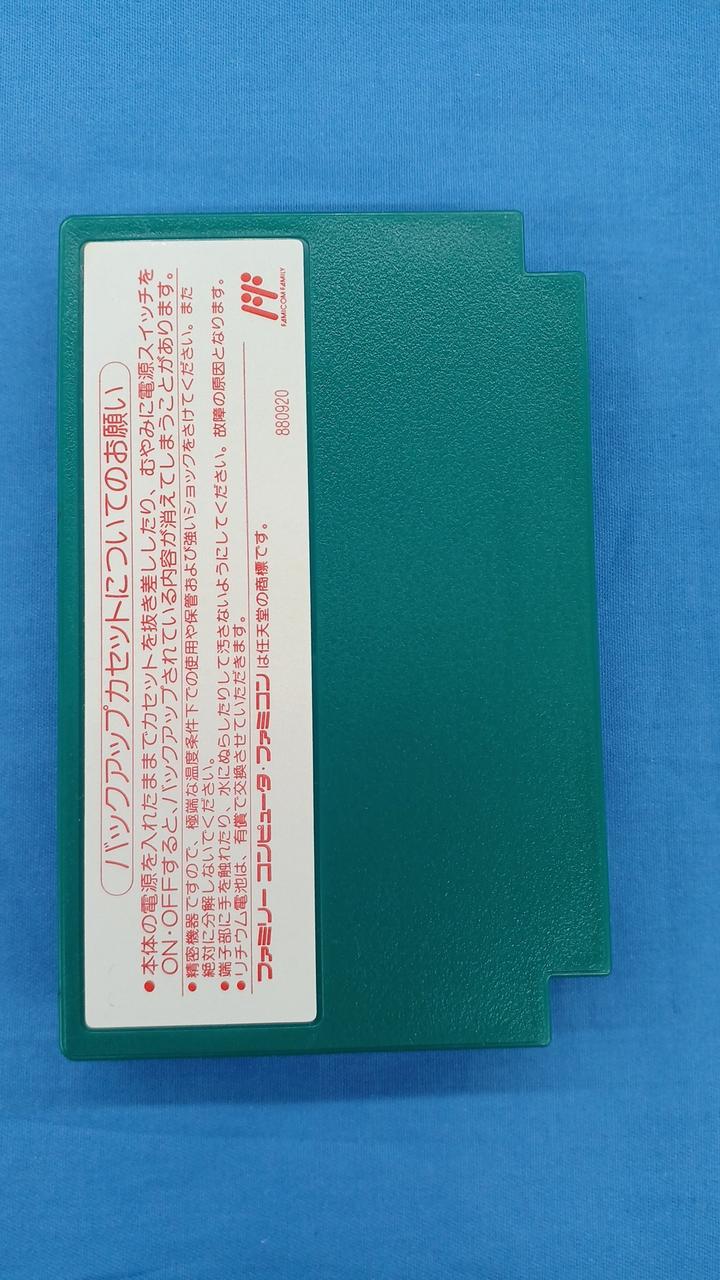 バックアップカセットについてのお願い
●本体の電源を入れたままでカセットを抜き差ししたり、むやみに電源スイッチを
ON・OFFすると、バックアップされている内容が消えてしまうことがあります。
●精密機器ですので、極端な温度条件下での使用や保管および強いショックをさけてください。また
絶対に分解しないでください。
●端子部に手を触れたり、水にぬらしたりして汚さないようにしてください。故障の原因となります。
●リチウム電池は、有償で交換させていただきます。
ファミリーコンピュータ・ファミコンは任天堂の商標です。
880920
FAMICOM FAMILY